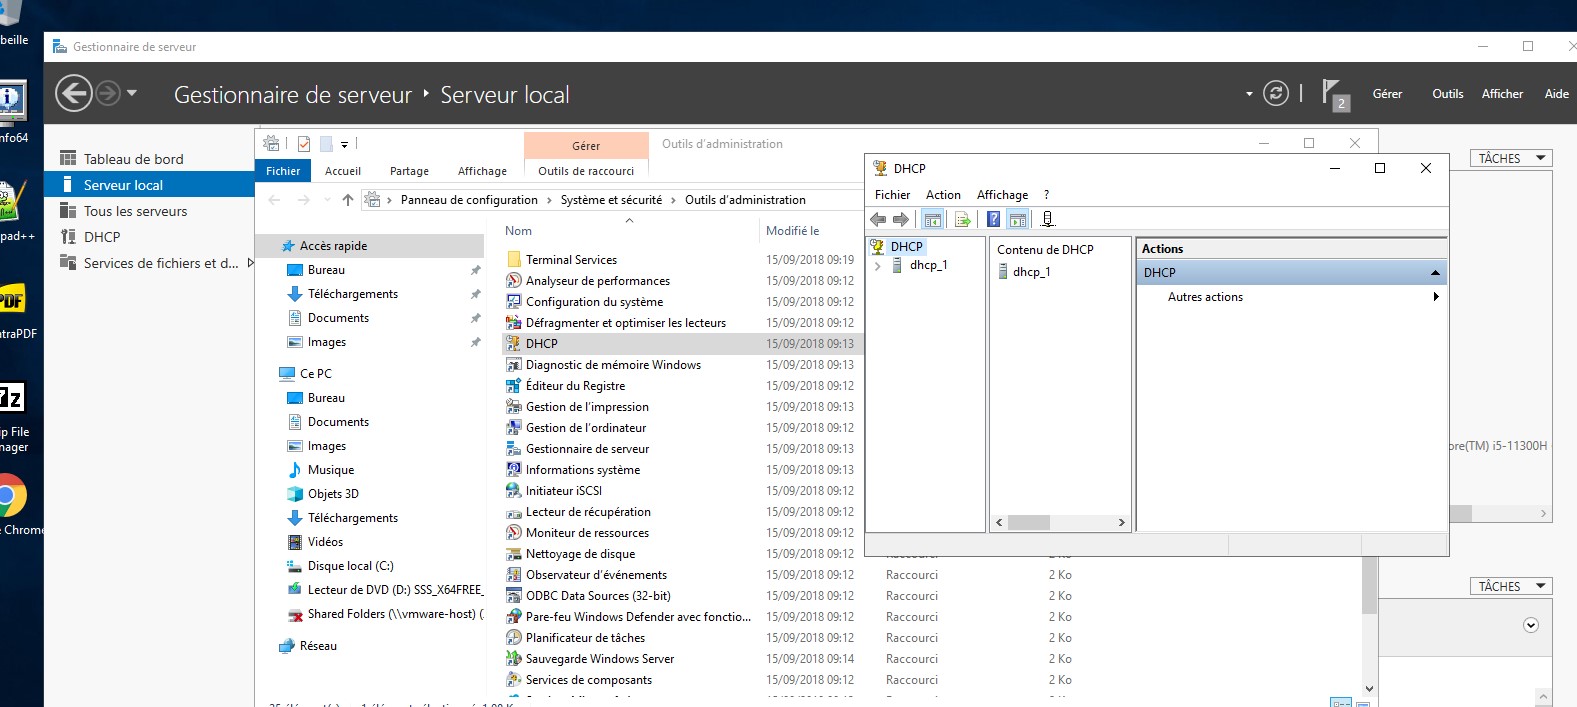 beille
Gestionnaire de serveur
Gestionnaire de serveur ‣ Serveur local
2
Gérer
Outils
Afficher
Aide
nfo64
pad++
PDF
traPDF
7z
ip File
nager
e Chrome
Tableau de bord
Serveur local
Tous les serveurs
DHCP
Services de fichiers et d...
Gérer
Outils d'administration
Fichier
Accueil
Partage
Affichage
Outils de raccourci
Panneau de configuration > Système et sécurité > Outils d'administration
Accès rapide
Bureau
Téléchargements
Documents
Images
Ce PC
Bureau
Documents
Images
Musique
Objets 3D
Téléchargements
Vidéos
Disque local (C:)
Lecteur de DVD (D:) SSS_X64FREE_
Shared Folders (\\vmware-host) (
Réseau
Nom Modifié le
Terminal Services 15/09/2018 09:19
Analyseur de performances 15/09/2018 09:12
Configuration du système 15/09/2018 09:12
Défragmenter et optimiser les lecteurs 15/09/2018 09:12
DHCP 15/09/2018 09:13
Diagnostic de mémoire Windows 15/09/2018 09:13
Éditeur du Registre 15/09/2018 09:12
Gestion de l'impression 15/09/2018 09:13
Gestion de l'ordinateur 15/09/2018 09:12
Gestionnaire de serveur 15/09/2018 09:13
Informations système 15/09/2018 09:13
Initiateur iSCSI 15/09/2018 09:12
Lecteur de récupération 15/09/2018 09:12
Moniteur de ressources 15/09/2018 09:12
Nettoyage de disque 15/09/2018 09:12 Raccourci 2 Ko
Observateur d'événements 15/09/2018 09:12 Raccourci 2 Ko
ODBC Data Sources (32-bit) 15/09/2018 09:12 Raccourci 2 Ko
Pare-feu Windows Defender avec fonctio... 15/09/2018 09:12 Raccourci 2 Ko
Planificateur de tâches 15/09/2018 09:12 Raccourci 2 Ko
Sauvegarde Windows Server 15/09/2018 09:14 Raccourci 2 Ko
Services de composants 15/09/2018 09:12 Raccourci 2 Ko
DHCP
Fichier Action Affichage ?
DHCP
dhcp_1
Contenu de DHCP
dhcp_1
Actions
DHCP
Autres actions
TÂCHES
ore(TM) i5-11300H
TÂCHES